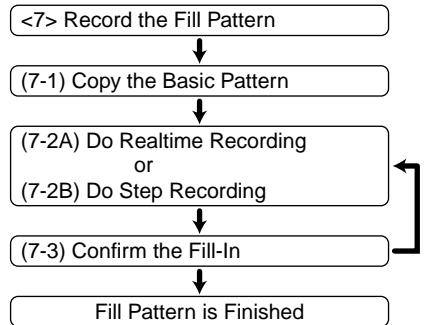 <7> Record the Fill Pattern
(7-1) Copy the Basic Pattern
(7-2A) Do Realtime Recording
or
(7-2B) Do Step Recording
(7-3) Confirm the Fill-In
Fill Pattern is Finished